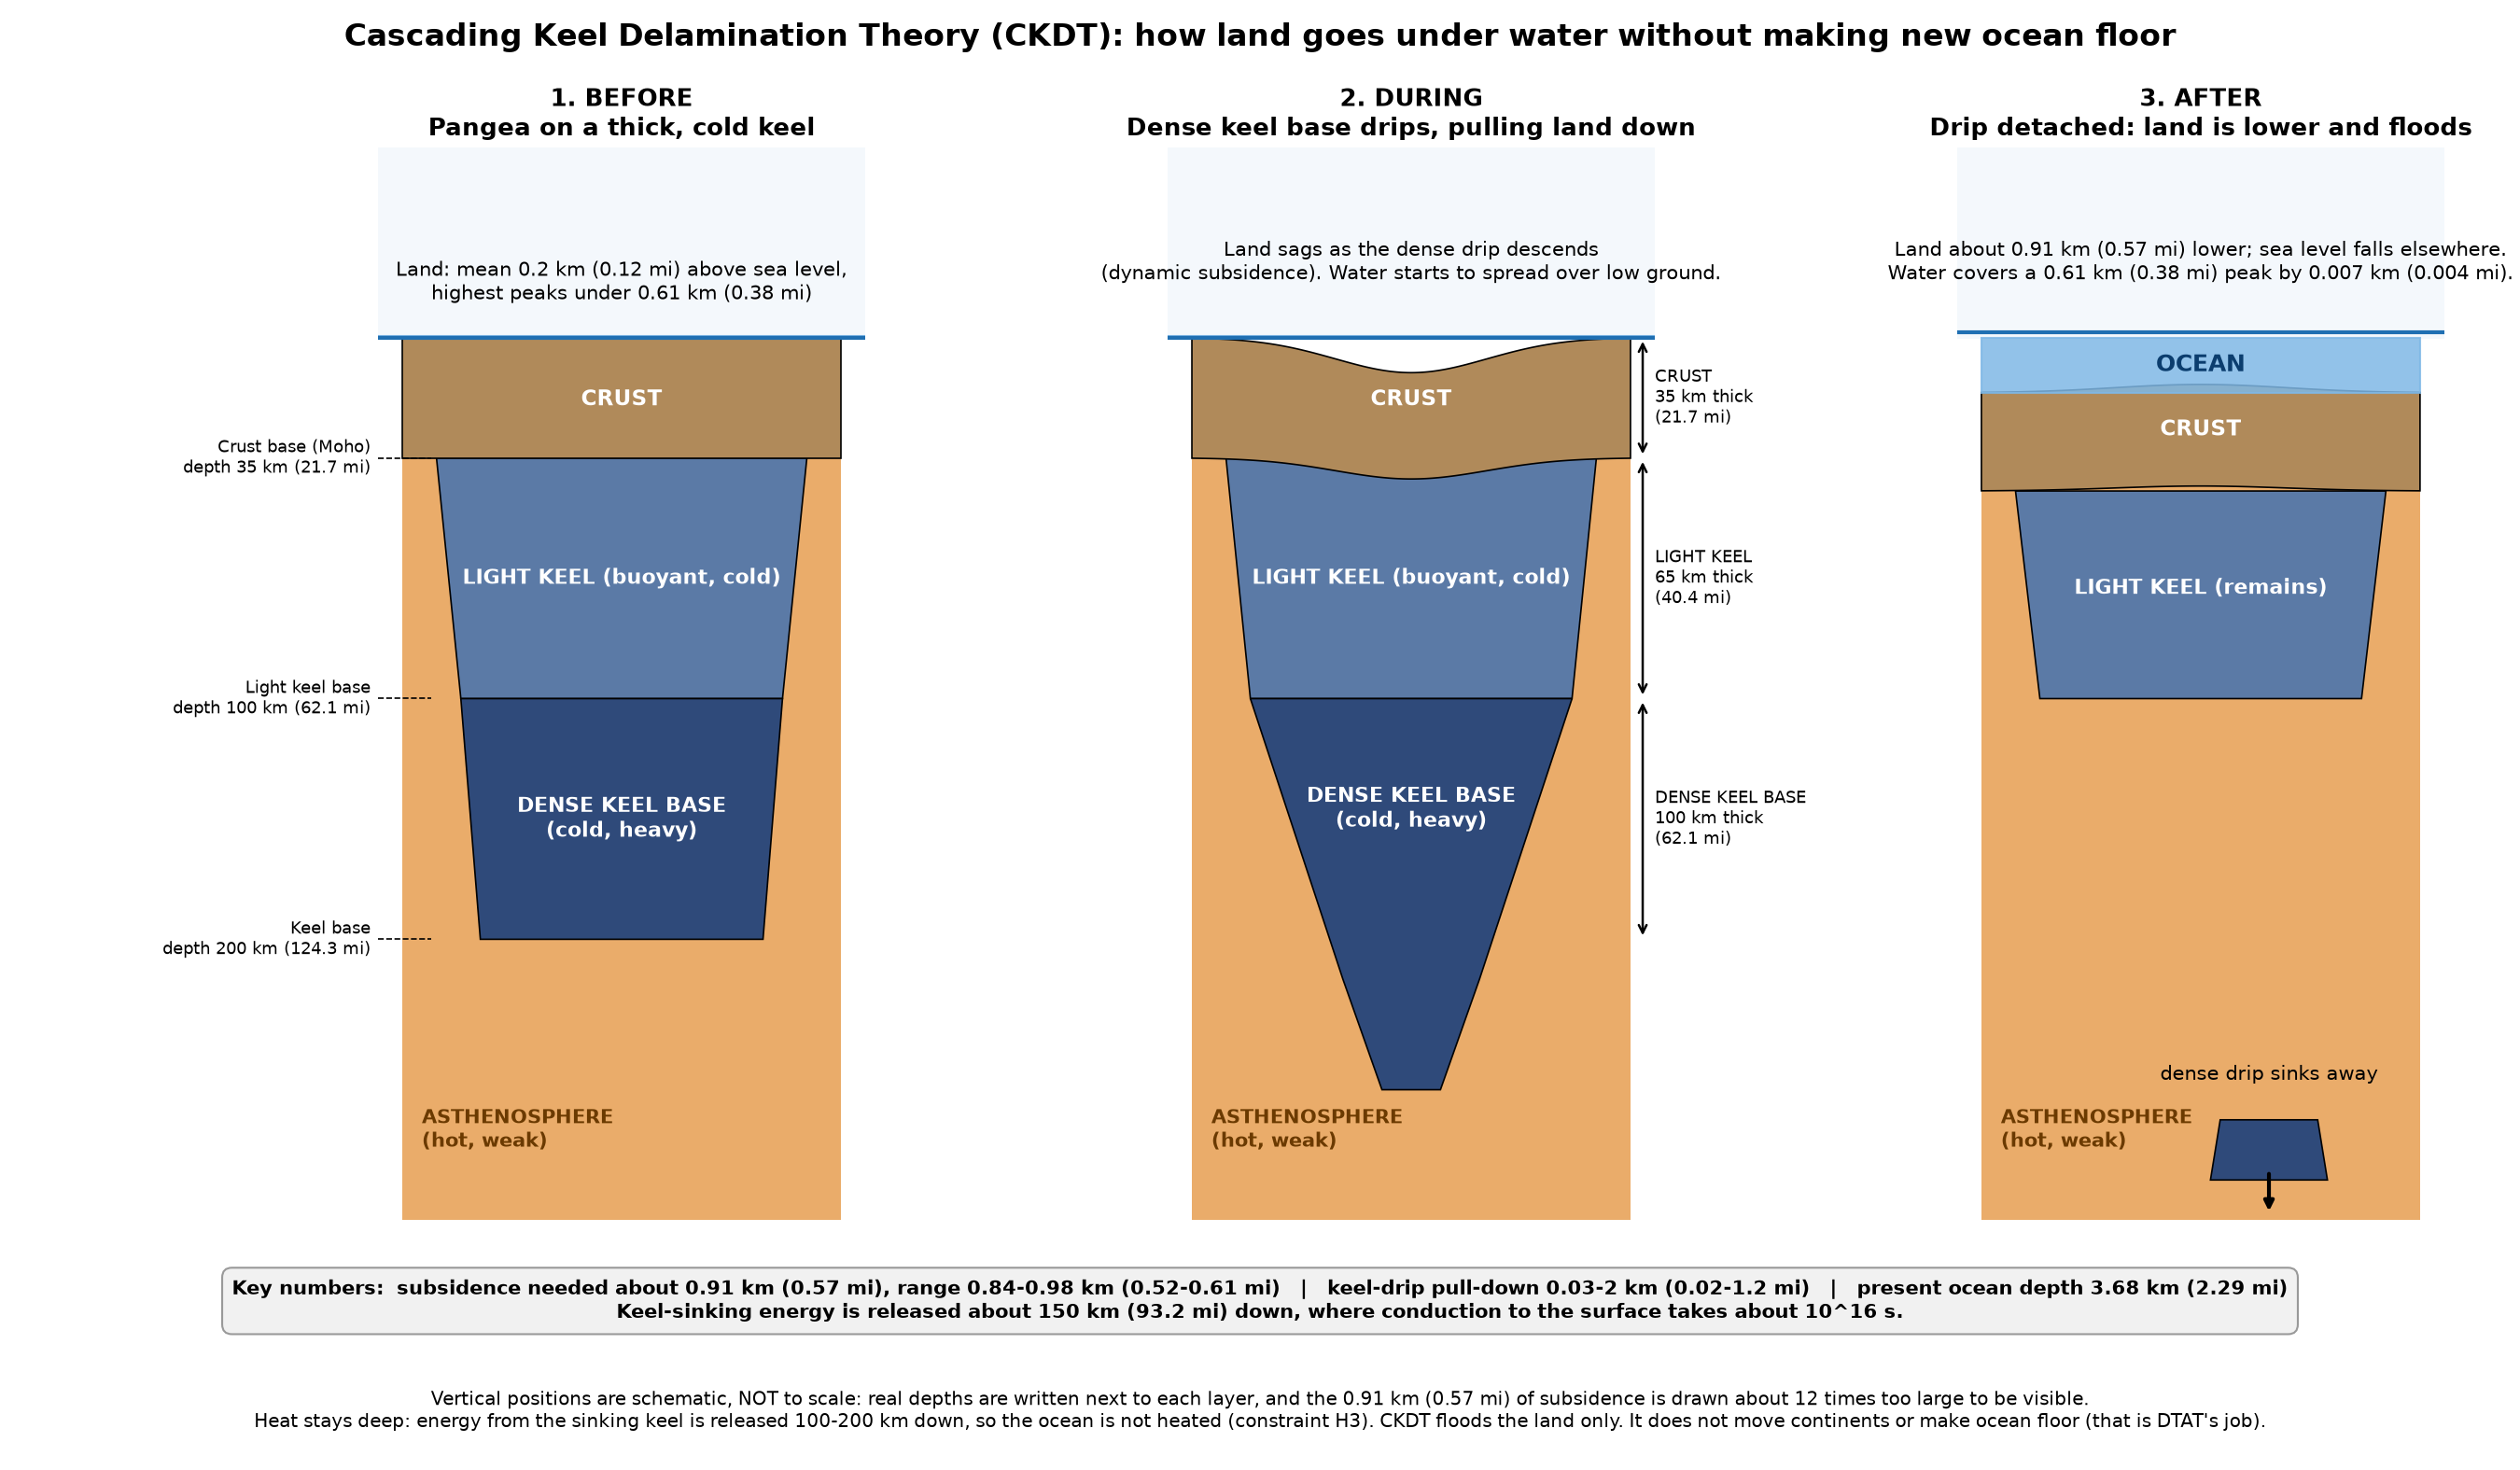 Cascading Keel Delamination Theory (CKDT): how land goes under water without making new ocean floor
1. BEFORE
Pangea on a thick, cold keel
Land: mean 0.2 km (0.12 mi) above sea level,
highest peaks under 0.61 km (0.38 mi)
CRUST
Crust base (Moho)
depth 35 km (21.7 mi)
LIGHT KEEL (buoyant, cold)
Light keel base
depth 100 km (62.1 mi)
DENSE KEEL BASE
(cold, heavy)
Keel base
depth 200 km (124.3 mi)
ASTHENOSPHERE
(hot, weak)
2. DURING
Dense keel base drips, pulling land down
Land sags as the dense drip descends
(dynamic subsidence). Water starts to spread over low ground.
CRUST
CRUST
35 km thick
(21.7 mi)
LIGHT KEEL (buoyant, cold)
LIGHT KEEL
65 km thick
(40.4 mi)
DENSE KEEL BASE
(cold, heavy)
DENSE KEEL BASE
100 km thick
(62.1 mi)
ASTHENOSPHERE
(hot, weak)
3. AFTER
Drip detached: land is lower and floods
Land about 0.91 km (0.57 mi) lower; sea level falls elsewhere.
Water covers a 0.61 km (0.38 mi) peak by 0.007 km (0.004 mi).
OCEAN
CRUST
LIGHT KEEL (remains)
dense drip sinks away
ASTHENOSPHERE
(hot, weak)
Key numbers:  subsidence needed about 0.91 km (0.57 mi), range 0.84-0.98 km (0.52-0.61 mi)   |   keel-drip pull-down 0.03-2 km (0.02-1.2 mi)   |   present ocean depth 3.68 km (2.29 mi)
Keel-sinking energy is released about 150 km (93.2 mi) down, where conduction to the surface takes about 10^16 s.
Vertical positions are schematic, NOT to scale: real depths are written next to each layer, and the 0.91 km (0.57 mi) of subsidence is drawn about 12 times too large to be visible.
Heat stays deep: energy from the sinking keel is released 100-200 km down, so the ocean is not heated (constraint H3). CKDT floods the land only. It does not move continents or make ocean floor (that is DTAT's job).